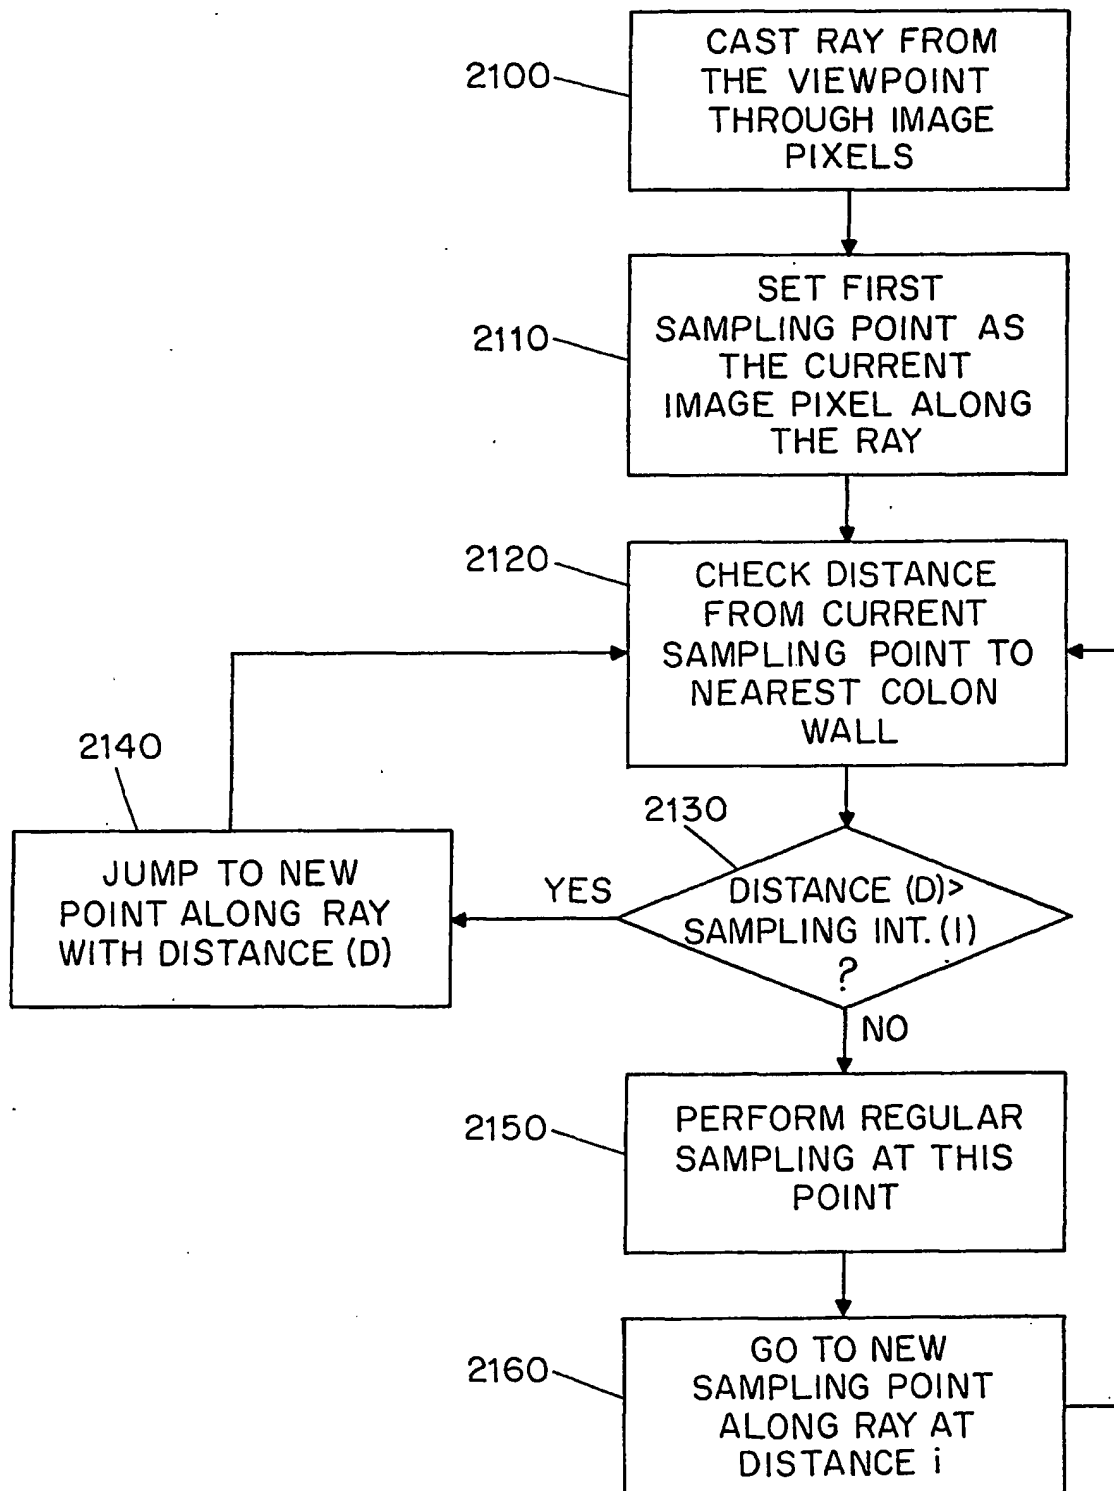 2100
CAST RAY FROM
THE VIEWPOINT
THROUGH IMAGE
PIXELS
2110
SET FIRST
SAMPLING POINT AS
THE CURRENT
IMAGE PIXEL ALONG
THE RAY
2120
CHECK DISTANCE
FROM CURRENT
SAMPLING POINT TO
NEAREST COLON
WALL
2130
DISTANCE (D)>
SAMPLING INT. (I)
?
YES
2140
JUMP TO NEW
POINT ALONG RAY
WITH DISTANCE (D)
NO
2150
PERFORM REGULAR
SAMPLING AT THIS
POINT
2160
GO TO NEW
SAMPLING POINT
ALONG RAY AT
DISTANCE i